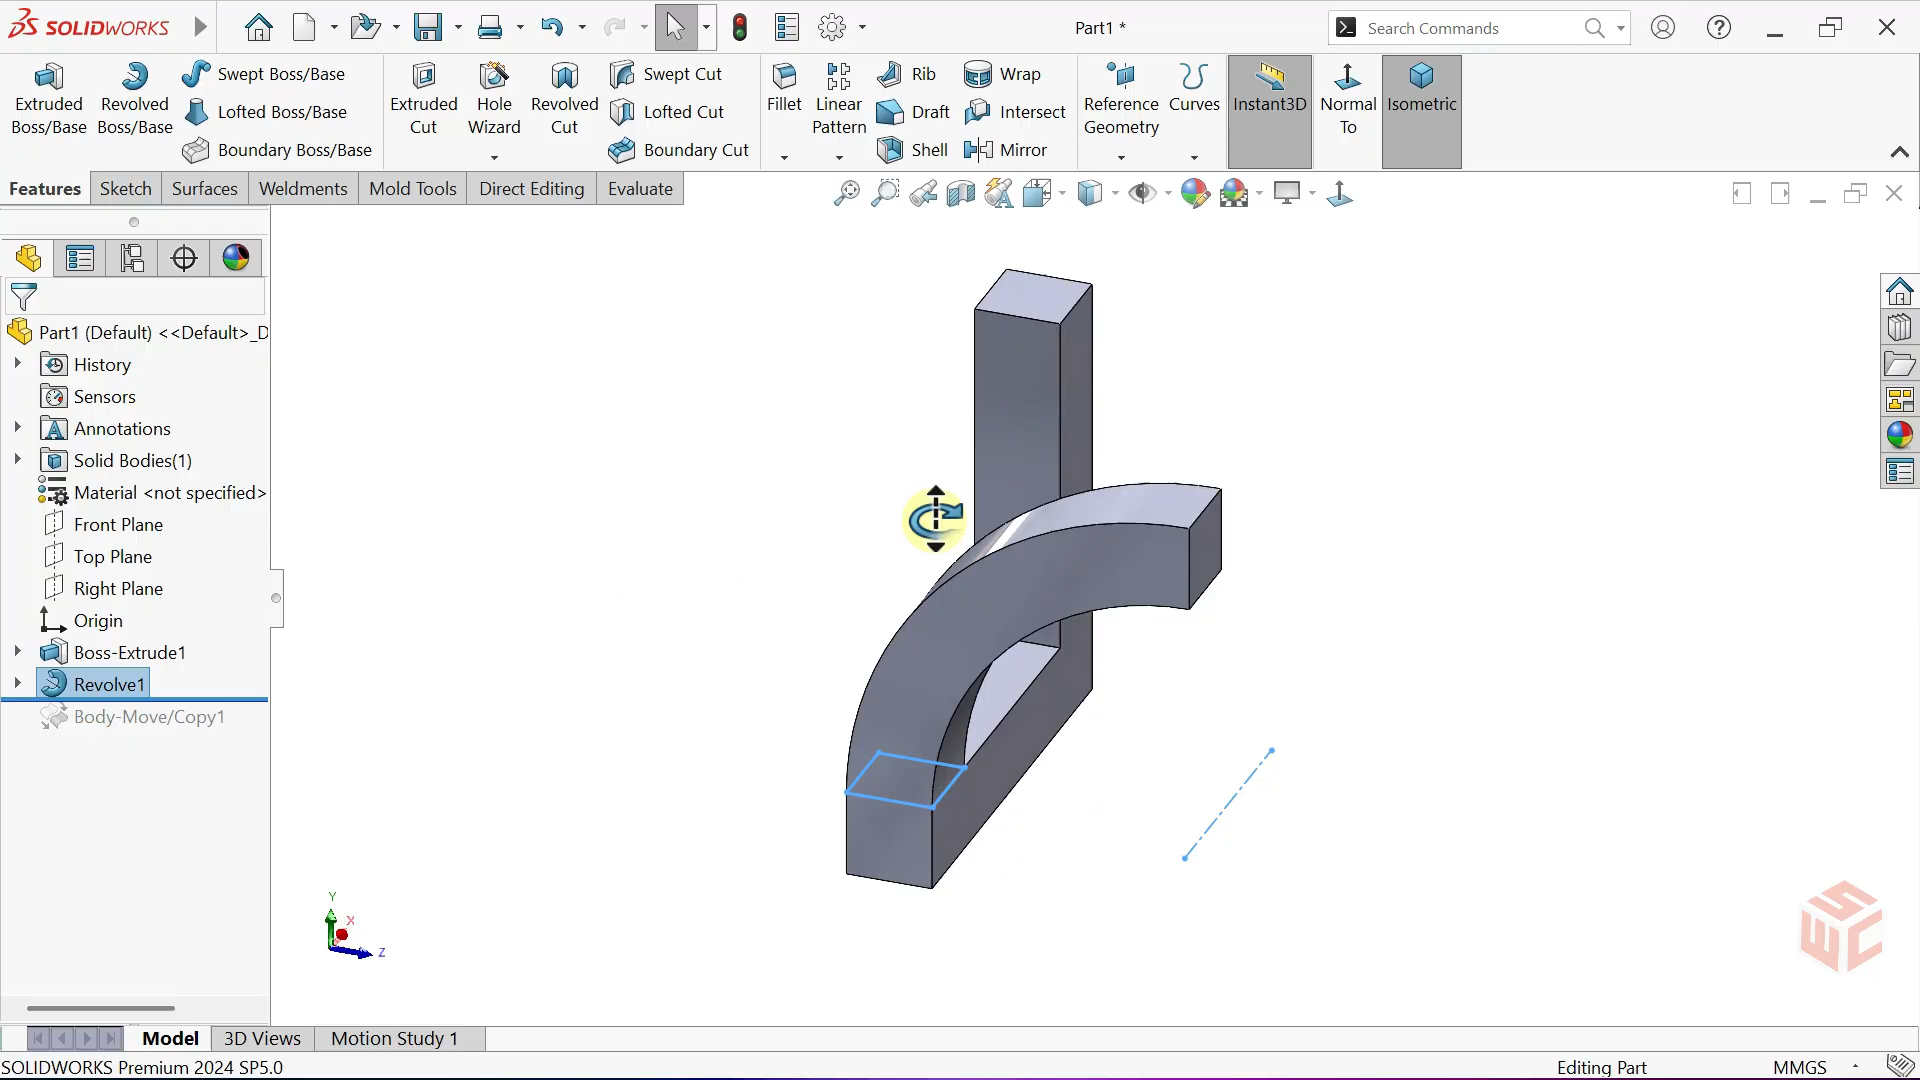 SOLIDWORKS
Part1 *
Search Commands
Extruded Boss/Base
Revolved Boss/Base
Swept Boss/Base
Lofted Boss/Base
Boundary Boss/Base
Extruded Cut
Hole Wizard
Revolved Cut
Swept Cut
Lofted Cut
Boundary Cut
Fillet
Linear Pattern
Rib
Draft
Shell
Wrap
Intersect
Mirror
Reference Geometry
Curves
Instant3D
Normal To
Isometric
Features
Sketch
Surfaces
Weldments
Mold Tools
Direct Editing
Evaluate
Part1 (Default) <<Default>_D
History
Sensors
Annotations
Solid Bodies(1)
Material <not specified>
Front Plane
Top Plane
Right Plane
Origin
Boss-Extrude1
Revolve1
Body-Move/Copy1
Y
X
Z
SWC
Model
3D Views
Motion Study 1
SOLIDWORKS Premium 2024 SP5.0
Editing Part
MMGS